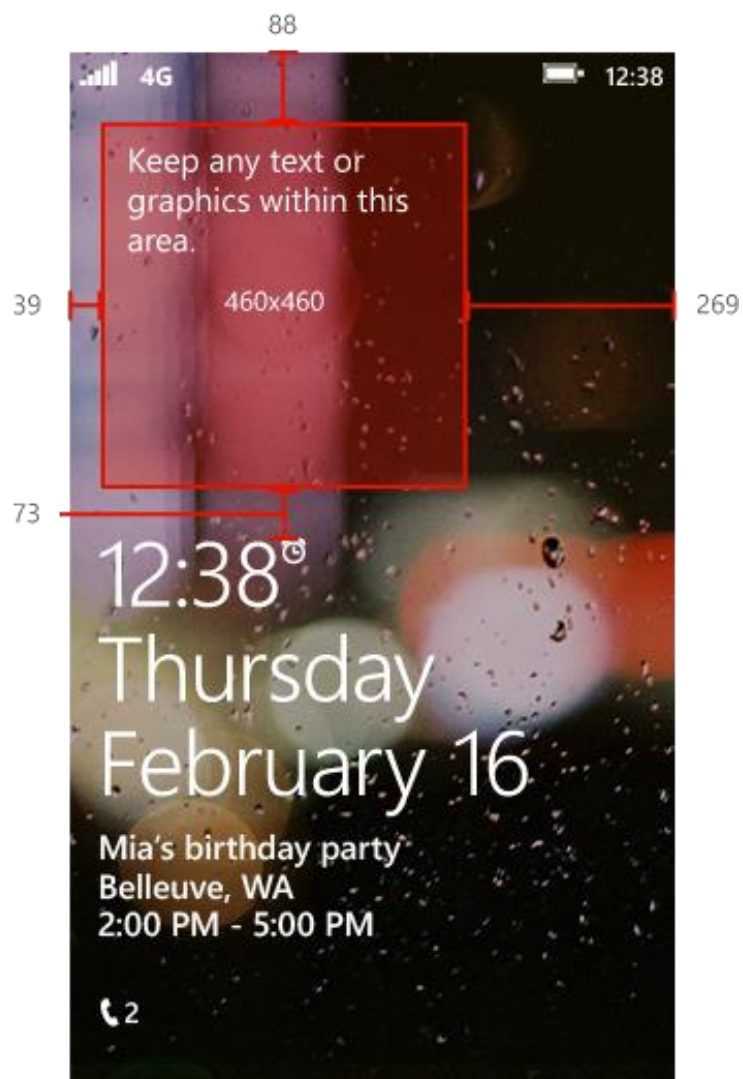 88
4G 12:38
Keep any text or
graphics within this
area.
39 460x460 269
73
12:38
Thursday
February 16
Mia's birthday party
Belleuve, WA
2:00 PM - 5:00 PM
2